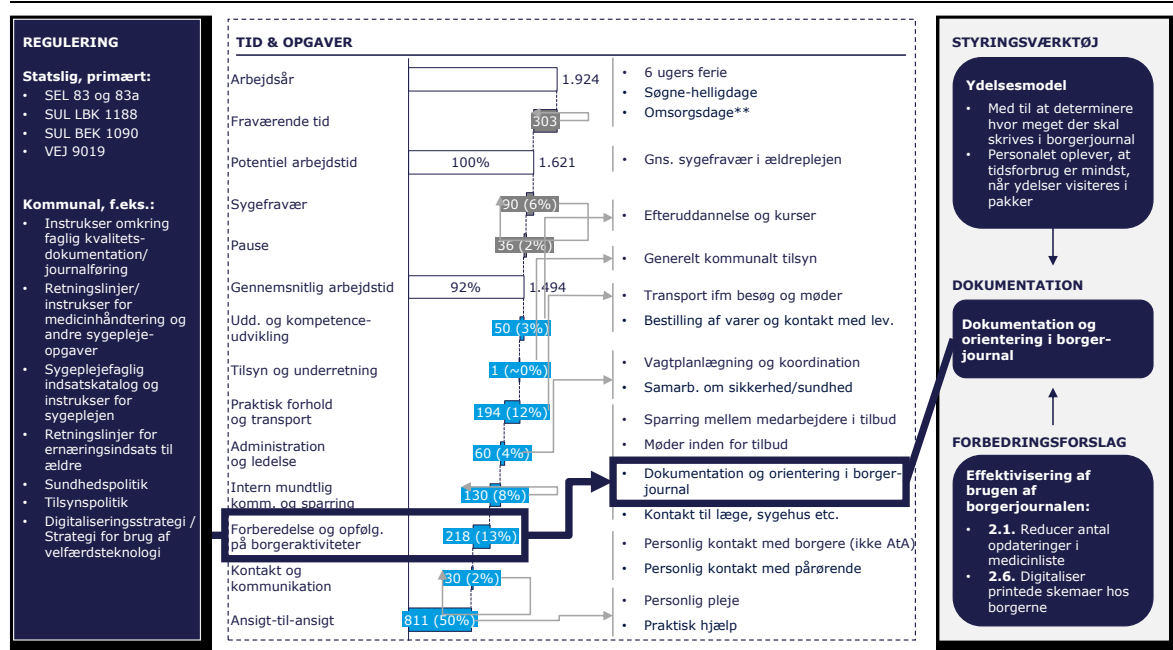 REGULERING
Statslig, primært:
• SEL 83 og 83a
• SUL LBK 1188
• SUL BEK 1090
• VEJ 9019
Kommunal, f.eks.:
• Instrukser omkring
faglig kvalitets-
dokumentation/
journalføring
• Retningslinjer/
instrukser for
medicinhåndtering og
andre sygepleje-
opgaver
• Sygeplejefaglig
indsatskatalog og
instrukser for
sygeplejen
• Retningslinjer for
ernæringsindsats til
ældre
• Sundhedspolitik
• Tilsynspolitik
• Digitaliseringsstrategi /
Strategi for brug af
velfærdsteknologi
TID & OPGAVER
Arbejdsår
1.924
Fraværende tid
303
Potentiel arbejdstid
100%
1.621
Sygefravær
90 (6%)
Pause
36 (2%)
Gennemsnitlig arbejdstid
92%
1.494
Udd. og kompetence-
udvikling
50 (3%)
Tilsyn og underretning
1 (~0%)
Praktisk forhold
og transport
194 (12%)
Administration
og ledelse
60 (4%)
Intern mundtlig
komm. og sparring
130 (8%)
Forberedelse og opfølg.
på borgeraktiviteter
218 (13%)
Kontakt og
kommunikation
30 (2%)
Ansigt-til-ansigt
811 (50%)
• 6 ugers ferie
• Søgne-helligdage
• Omsorgsdage**
• Gns. sygefravær i ældreplejen
• Efteruddannelse og kurser
• Generelt kommunalt tilsyn
• Transport ifm besøg og møder
• Bestilling af varer og kontakt med lev.
• Vagtplanlægning og koordination
• Samarb. om sikkerhed/sundhed
• Sparring mellem medarbejdere i tilbud
• Møder inden for tilbud
• Dokumentation og orientering i borger-
journal
• Kontakt til læge, sygehus etc.
• Personlig kontakt med borgere (ikke AtA)
• Personlig kontakt med pårørende
• Personlig pleje
• Praktisk hjælp
STYRINGSVÆRKTØJ
Ydelsesmodel
• Med til at determinere
hvor meget der skal
skrives i borgerjournal
• Personalet oplever, at
tidsforbrug er mindst,
når ydelser visiteres i
pakker
DOKUMENTATION
Dokumentation og
orientering i borger-
journal
FORBEDRINGSFORSLAG
Effektivisering af
brugen af
borgerjournalen:
• 2.1. Reducer antal
opdateringer i
medicinliste
• 2.6. Digitaliser
printede skemaer hos
borgerne